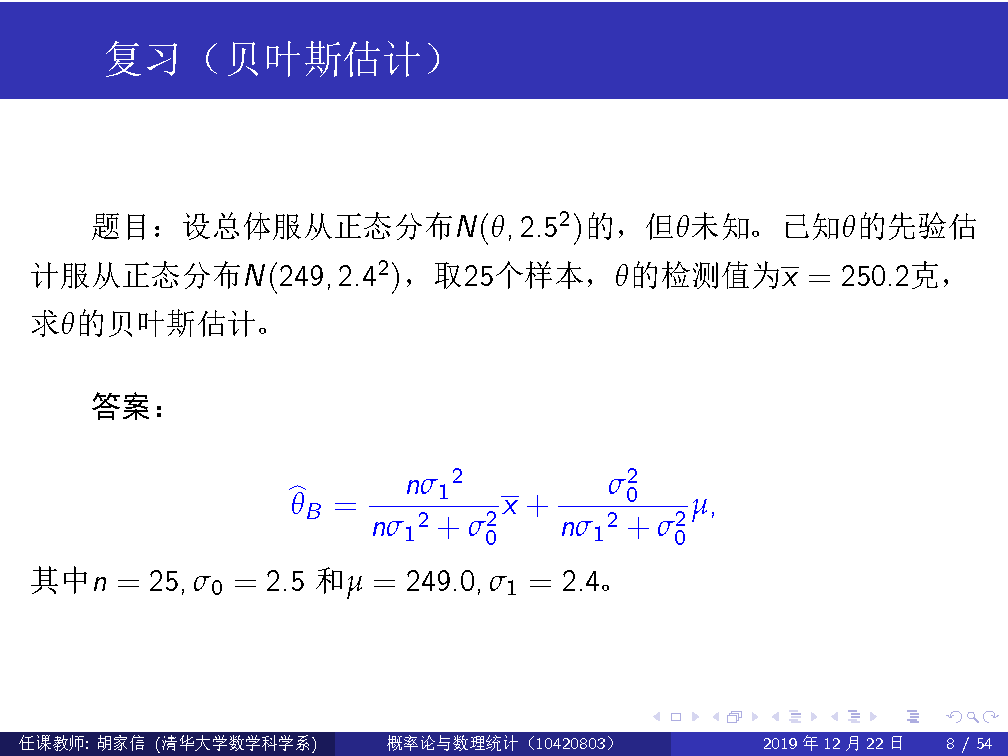 复习（贝叶斯估计）
题目：设总体服从正态分布N(θ, 2.5²)的，但θ未知。已知θ的先验估
计服从正态分布N(249, 2.4²)，取25个样本，θ的检测值为x̅ = 250.2克，
求θ的贝叶斯估计。
答案：
θ̂_B = \frac{nσ₁²}{nσ₁² + σ₀²} x̅ + \frac{σ₀²}{nσ₁² + σ₀²} μ,
其中n = 25, σ₀ = 2.5 和μ = 249.0, σ₁ = 2.4。
任课教师: 胡家信 (清华大学数学科学系) 概率论与数理统计（10420803） 2019 年 12 月 22 日 8 / 54